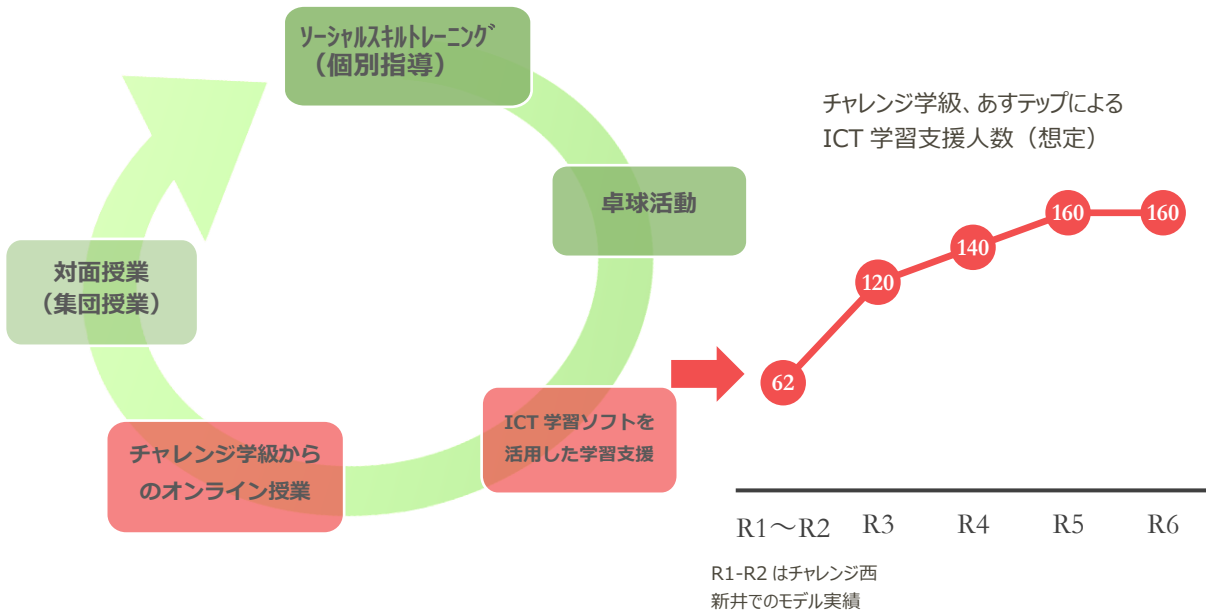 ｿｰｼｬﾙｽｷﾙﾄﾚｰﾆﾝｸﾞ
（個別指導）
卓球活動
対面授業
（集団授業）
ICT 学習ソフトを
活用した学習支援
チャレンジ学級から
のオンライン授業
チャレンジ学級、あすテップによる
ICT 学習支援人数（想定）
62
120
140
160
160
R1～R2
R3
R4
R5
R6
R1-R2 はチャレンジ西
新井でのモデル実績